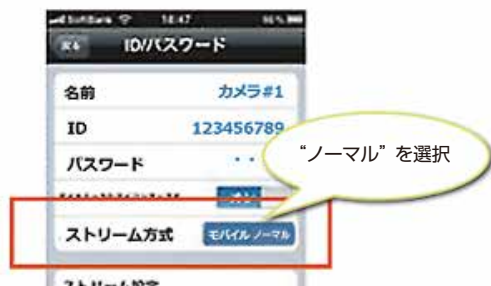 SoftBank 18:47
戻る ID/パスワード
名前 カメラ#1
ID 123456789
パスワード
“ノーマル”を選択
オン
ストリーム方式 モバイル ノーマル
ストリーム設定